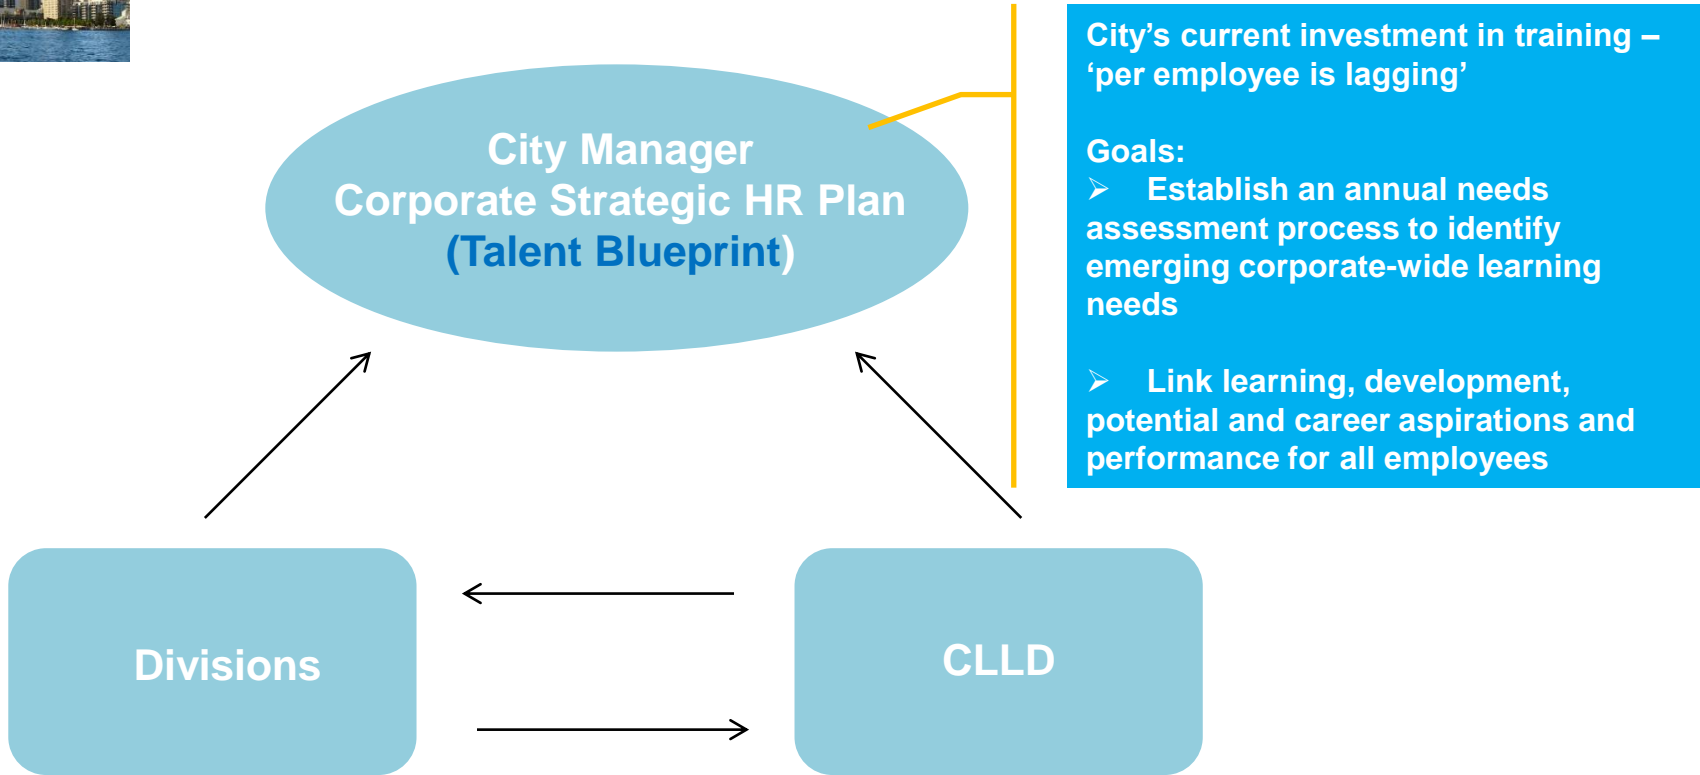 City Manager
Corporate Strategic HR Plan
(Talent Blueprint)
City’s current investment in training –
‘per employee is lagging’
Goals:
➢ Establish an annual needs
assessment process to identify
emerging corporate-wide learning
needs
➢ Link learning, development,
potential and career aspirations and
performance for all employees
Divisions
CLLD